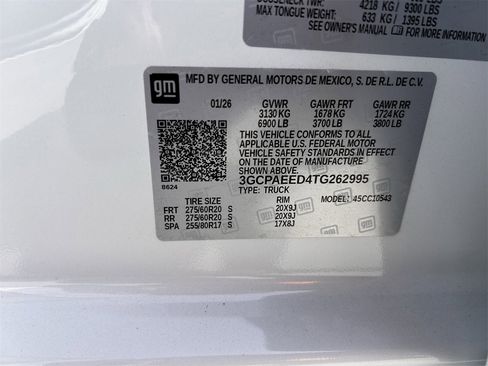 4218 KG / 9300 LBS
MAX TONGUE WEIGHT: 633 KG / 1395 LBS
SEE OWNER'S MANUAL FOR MORE INFORMATION
gm
MFD BY GENERAL MOTORS DE MEXICO, S. DE R.L. DE C.V.
01/26 GVWR GAWR FRT GAWR RR
3130 KG 1678 KG 1724 KG
6900 LB 3700 LB 3800 LB
THIS VEHICLE CONFORMS TO ALL
APPLICABLE U.S. FEDERAL MOTOR
VEHICLE SAFETY AND THEFT PREVENTION
STANDARDS IN EFFECT ON THE DATE OF
MANUFACTURE SHOWN ABOVE.
3GCPAEED4TG262995
8624 TYPE: TRUCK
TIRE SIZE RIM MODEL: 45CC10543
FRT 275/60R20 S 20X9J
RR 275/60R20 S 20X9J
SPA 255/80R17 S 17X8J